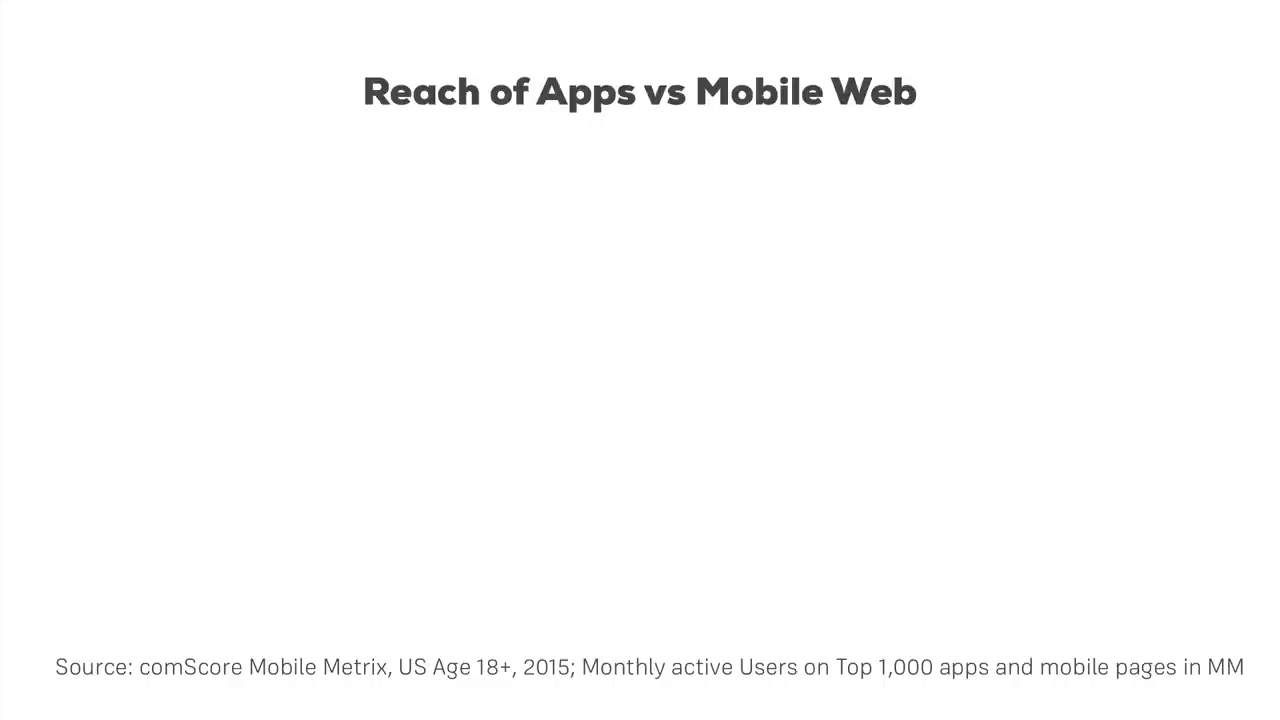 Reach of Apps vs Mobile Web
Source: comScore Mobile Metrix, US Age 18+, 2015; Monthly active Users on Top 1,000 apps and mobile pages in MM